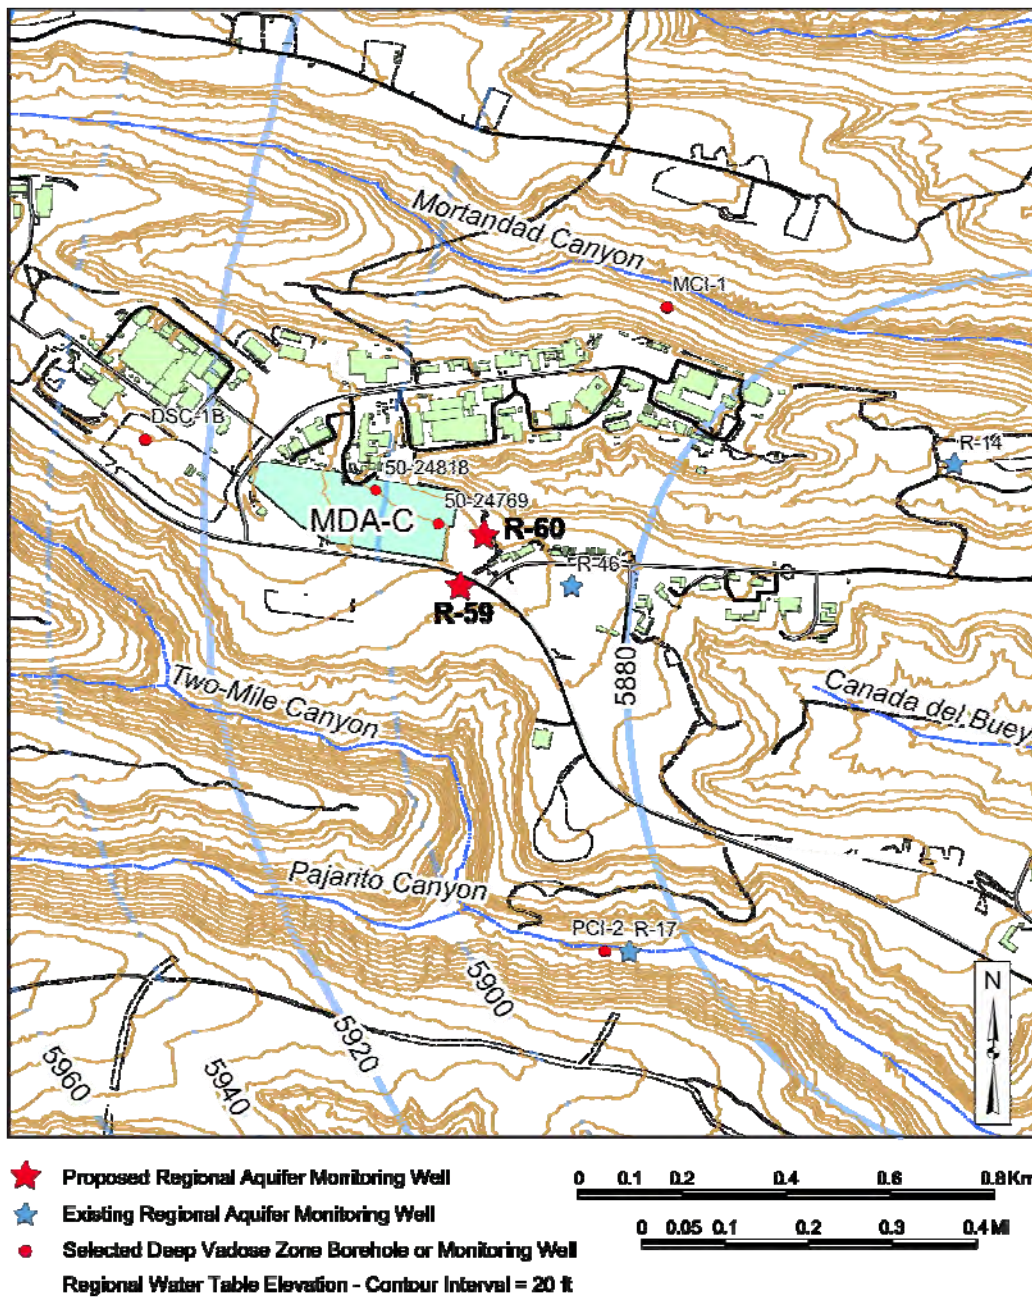 Mortandad Canyon
MCI-1
DSC-1B
R-14
50-24818
50-24769
MDA-C
R-60
R-46
R-59
5880
Two-Mile Canyon
Canada del Buey
Pajarito Canyon
PCI-2 R-17
5900
5920
5940
5960
N
Proposed Regional Aquifer Monitoring Well
Existing Regional Aquifer Monitoring Well
Selected Deep Vadose Zone Borehole or Monitoring Well
Regional Water Table Elevation - Contour Interval = 20 ft
0 0.1 0.2 0.4 0.6 0.8 Km
0 0.05 0.1 0.2 0.3 0.4 Mi